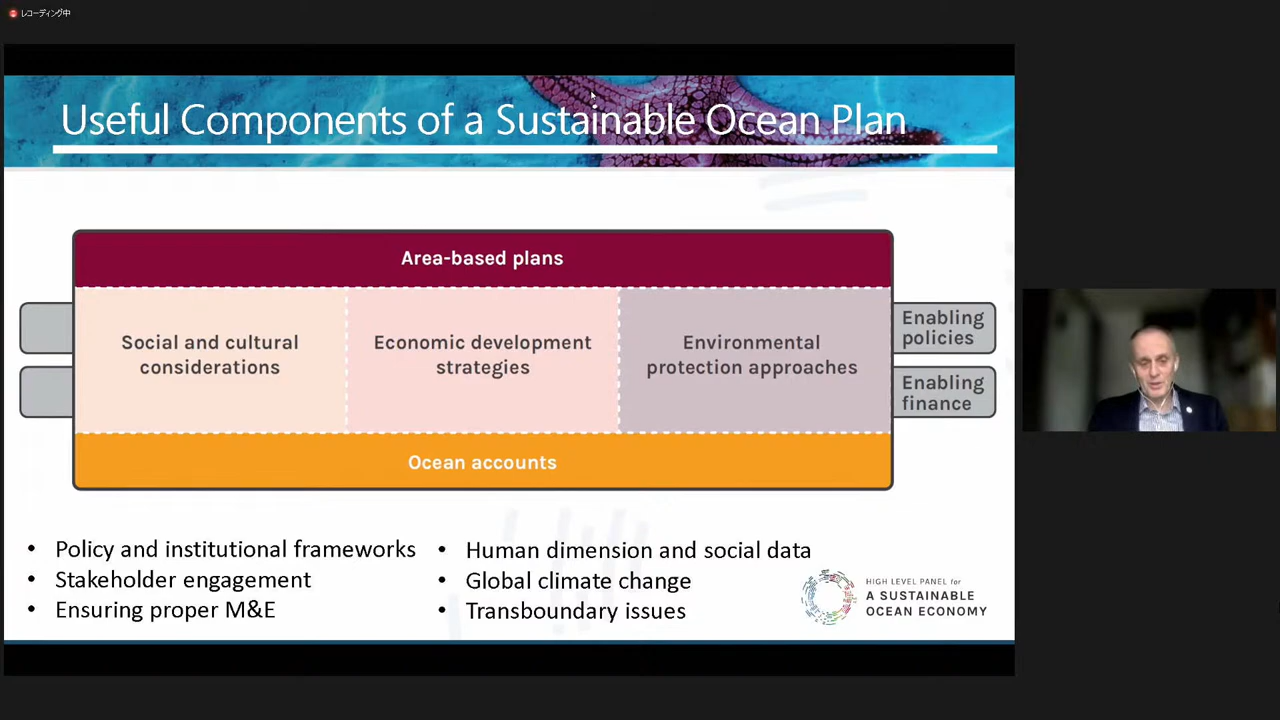 レコーディング中
Useful Components of a Sustainable Ocean Plan
Area-based plans
Social and cultural
considerations
Economic development
strategies
Environmental
protection approaches
Enabling
policies
Enabling
finance
Ocean accounts
• Policy and institutional frameworks
• Stakeholder engagement
• Ensuring proper M&E
• Human dimension and social data
• Global climate change
• Transboundary issues
HIGH LEVEL PANEL for
A SUSTAINABLE
OCEAN ECONOMY